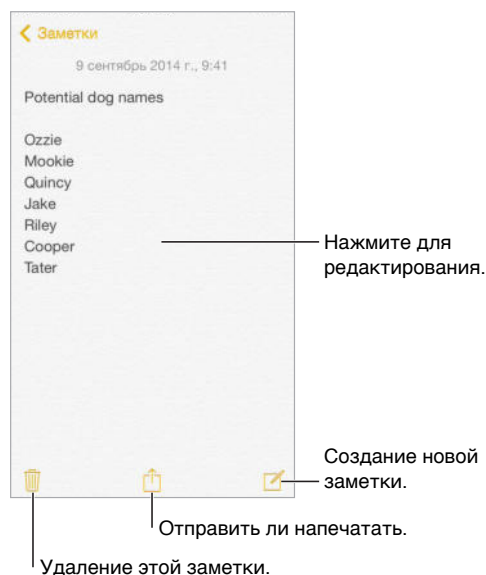 Заметки
9 сентябрь 2014 г., 9:41
Potential dog names
Ozzie
Mookie
Quincy
Jake
Riley
Cooper
Tater
Нажмите для
редактирования.
Создание новой
заметки.
Отправить ли напечатать.
Удаление этой заметки.